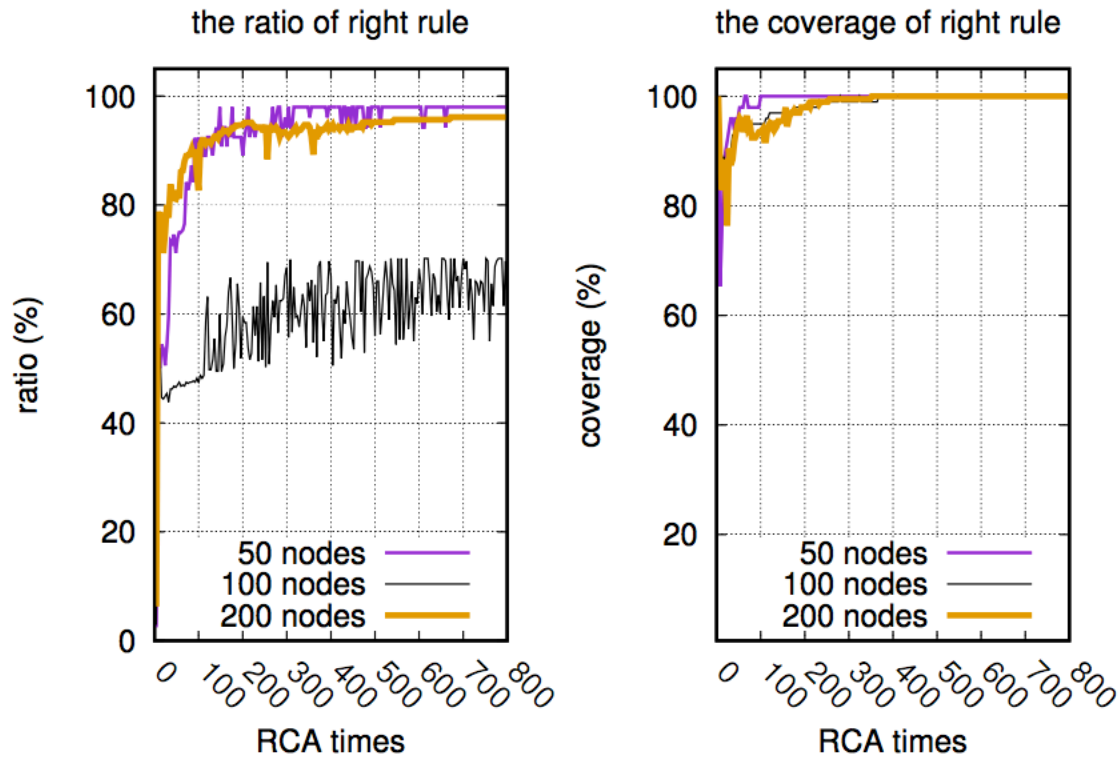 the ratio of right rule
ratio (%)
100
80
60
40
20
0
50 nodes
100 nodes
200 nodes
0 100 200 300 400 500 600 700 800
RCA times
the coverage of right rule
coverage (%)
100
80
60
40
20
50 nodes
100 nodes
200 nodes
0 100 200 300 400 500 600 700 800
RCA times